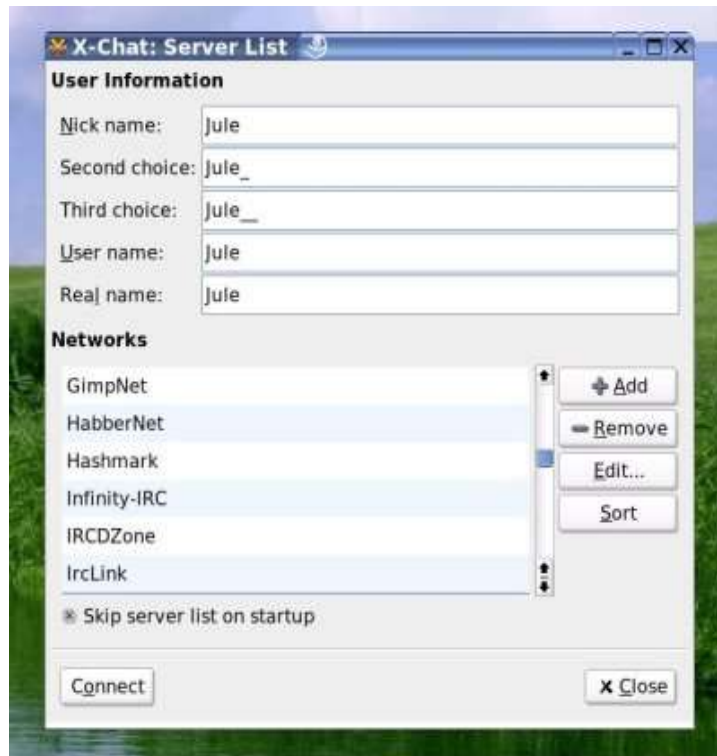 X-Chat: Server List
User Information
Nick name: Jule
Second choice: Jule_
Third choice: Jule__
User name: Jule
Real name: Jule
Networks
GimpNet
HabberNet
Hashmark
Infinity-IRC
IRCDZone
IrcLink
Add
Remove
Edit...
Sort
Skip server list on startup
Connect
Close